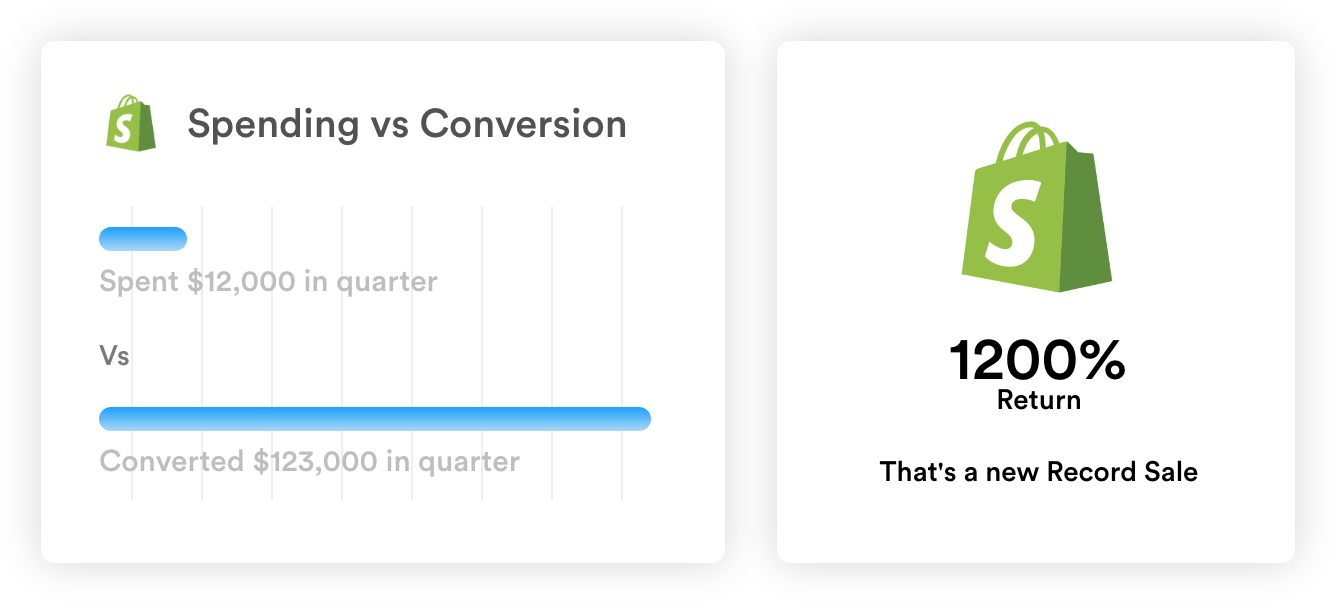 Spending vs Conversion
Spent $12,000 in quarter
Vs
Converted $123,000 in quarter
1200%
Return
That's a new Record Sale